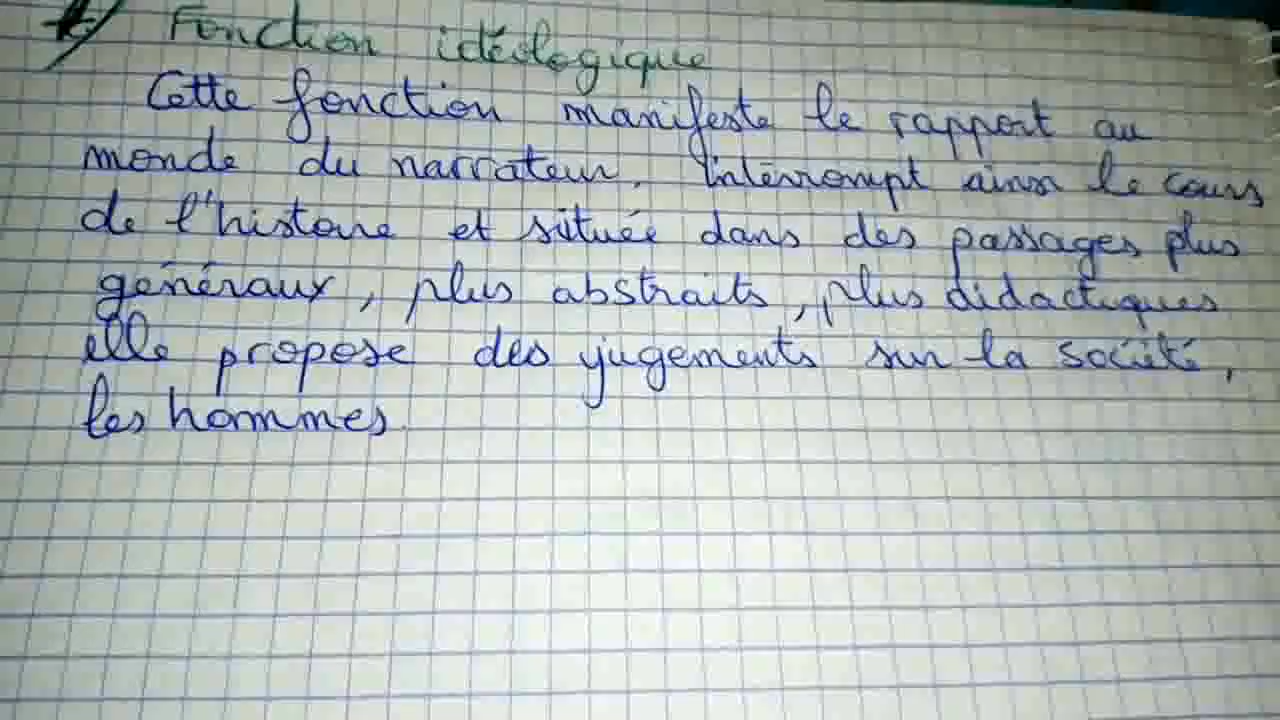 Fonction idéologique
Cette fonction manifeste le rapport au
monde du narrateur. Intérrompt ainsi le cours
de l'histoire et située dans des passages plus
généraux, plus abstraits, plus didactiques
elle propose des jugements sur la société,
les hommes.